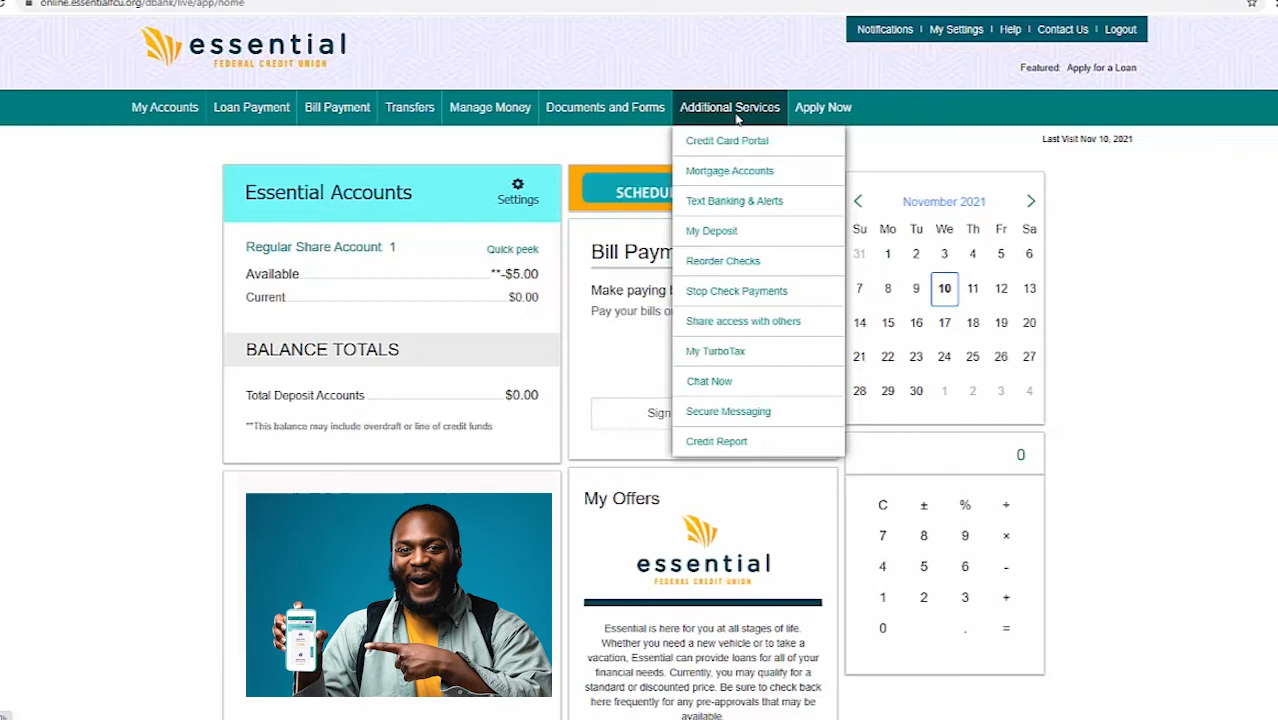 online.essentialfcu.org/dbank/live/app/home
essential
FEDERAL CREDIT UNION
Notifications | My Settings | Help | Contact Us | Logout
Featured: Apply for a Loan
My Accounts Loan Payment Bill Payment Transfers Manage Money Documents and Forms Additional Services Apply Now
Last Visit Nov 10, 2021
Credit Card Portal
Mortgage Accounts
Text Banking & Alerts
My Deposit
Reorder Checks
Stop Check Payments
Share access with others
My TurboTax
Chat Now
Secure Messaging
Credit Report
Essential Accounts
Settings
Regular Share Account 1
Quick peek
Available **-$5.00
Current $0.00
BALANCE TOTALS
Total Deposit Accounts $0.00
**This balance may include overdraft or line of credit funds
SCHEDU
Bill Paym
Make paying b
Pay your bills o
Sign
My Offers
essential
FEDERAL CREDIT UNION
Essential is here for you at all stages of life.
Whether you need a new vehicle or to take a
vacation, Essential can provide loans for all of your
financial needs. Currently, you may qualify for a
standard or discounted price. Be sure to check back
here frequently for any pre-approvals that may be
available.
November 2021
Su Mo Tu We Th Fr Sa
31 1 2 3 4 5 6
7 8 9 10 11 12 13
14 15 16 17 18 19 20
21 22 23 24 25 26 27
28 29 30 1 2 3 4
0
C ± % ÷
7 8 9 ×
4 5 6 -
1 2 3 +
0 . =